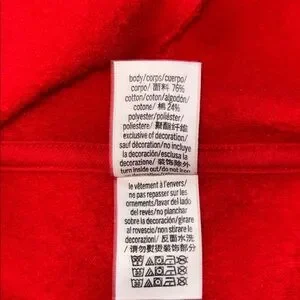 body/corps/cuerpo/
corpo/ 面料 76%
cotton/coton/algodón/
cotone/ 棉 24%
polyester/poliéster/
poliestere/ 聚酯纤维
exclusive of decoration/
sauf décoration/no incluye
la decoración/esclusa la
decorazione/ 装饰除外
turn inside out/
le vêtement à l'envers/
ne pas repasser sur les
ornements/lavar del lado
del revés/no planchar
sobre la decoración/girare
al rovescio/non stirare le
decorazioni/ 反面水洗
/ 请勿熨烫装饰部分